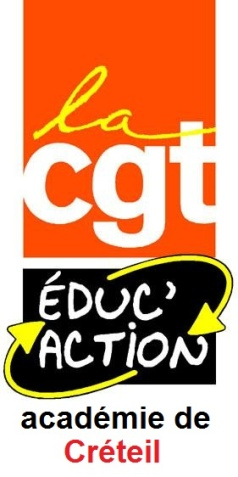 la
cgt
ÉDUC'
ACTION
académie de
Créteil